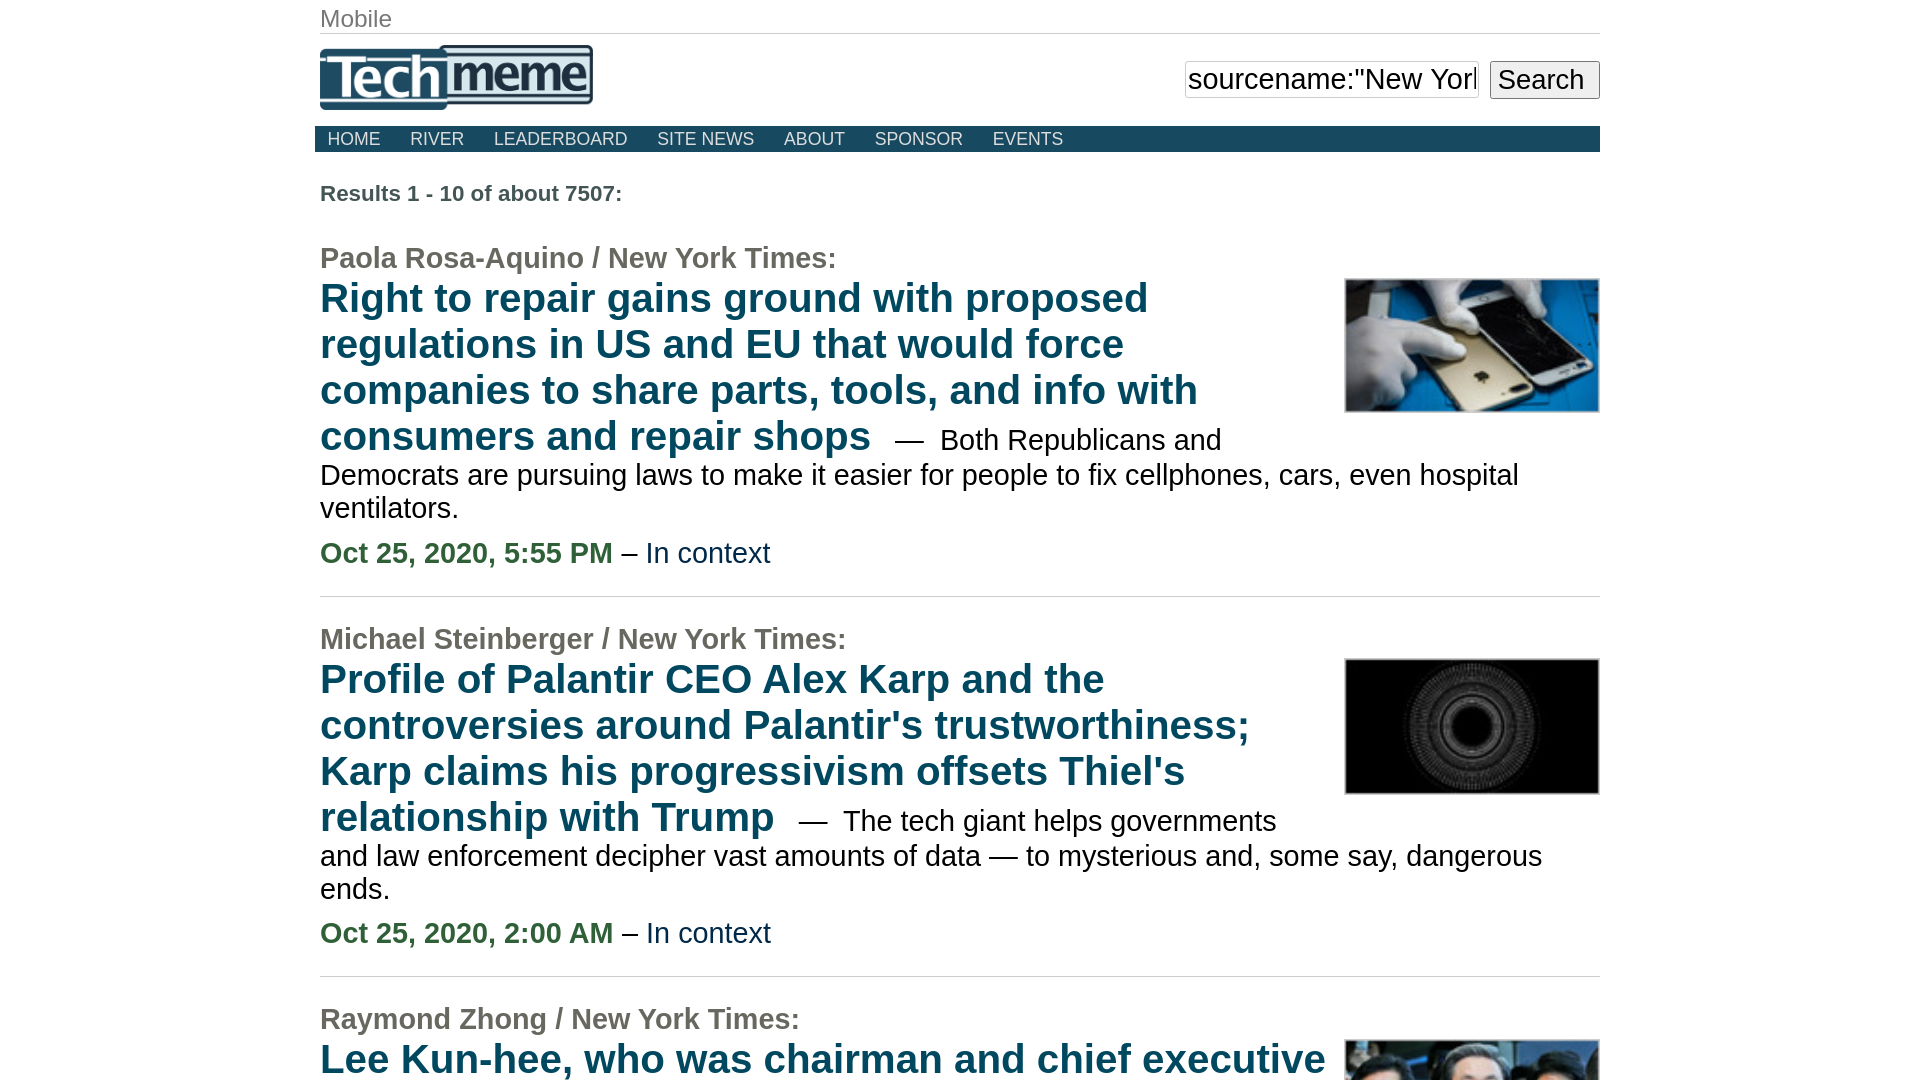 Mobile
Techmeme
sourcename:"New Yorl
Search
HOME RIVER LEADERBOARD SITE NEWS ABOUT SPONSOR EVENTS
Results 1 - 10 of about 7507:
Paola Rosa-Aquino / New York Times:
Right to repair gains ground with proposed
regulations in US and EU that would force
companies to share parts, tools, and info with
consumers and repair shops — Both Republicans and
Democrats are pursuing laws to make it easier for people to fix cellphones, cars, even hospital
ventilators.
Oct 25, 2020, 5:55 PM – In context
Michael Steinberger / New York Times:
Profile of Palantir CEO Alex Karp and the
controversies around Palantir's trustworthiness;
Karp claims his progressivism offsets Thiel's
relationship with Trump — The tech giant helps governments
and law enforcement decipher vast amounts of data — to mysterious and, some say, dangerous
ends.
Oct 25, 2020, 2:00 AM – In context
Raymond Zhong / New York Times:
Lee Kun-hee, who was chairman and chief executive